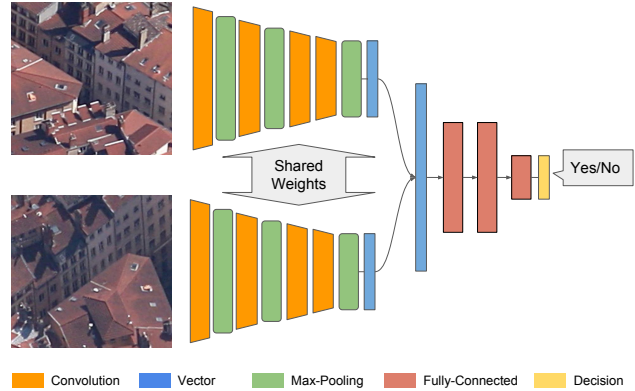 Shared
Weights
Yes/No
Convolution
Vector
Max-Pooling
Fully-Connected
Decision